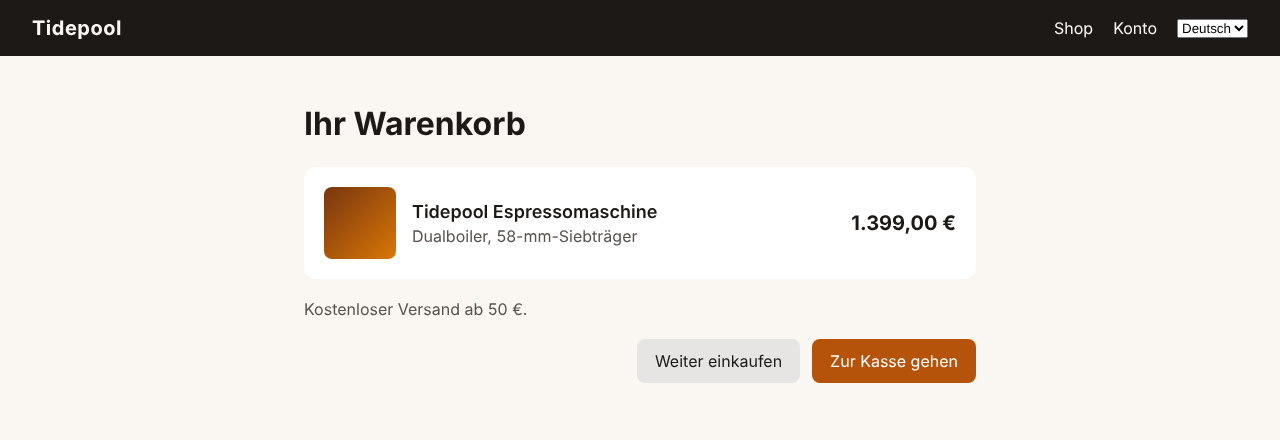 Tidepool
Shop Konto Deutsch
Ihr Warenkorb
Tidepool Espressomaschine
Dualboiler, 58-mm-Siebträger
1.399,00 €
Kostenloser Versand ab 50 €.
Weiter einkaufen
Zur Kasse gehen